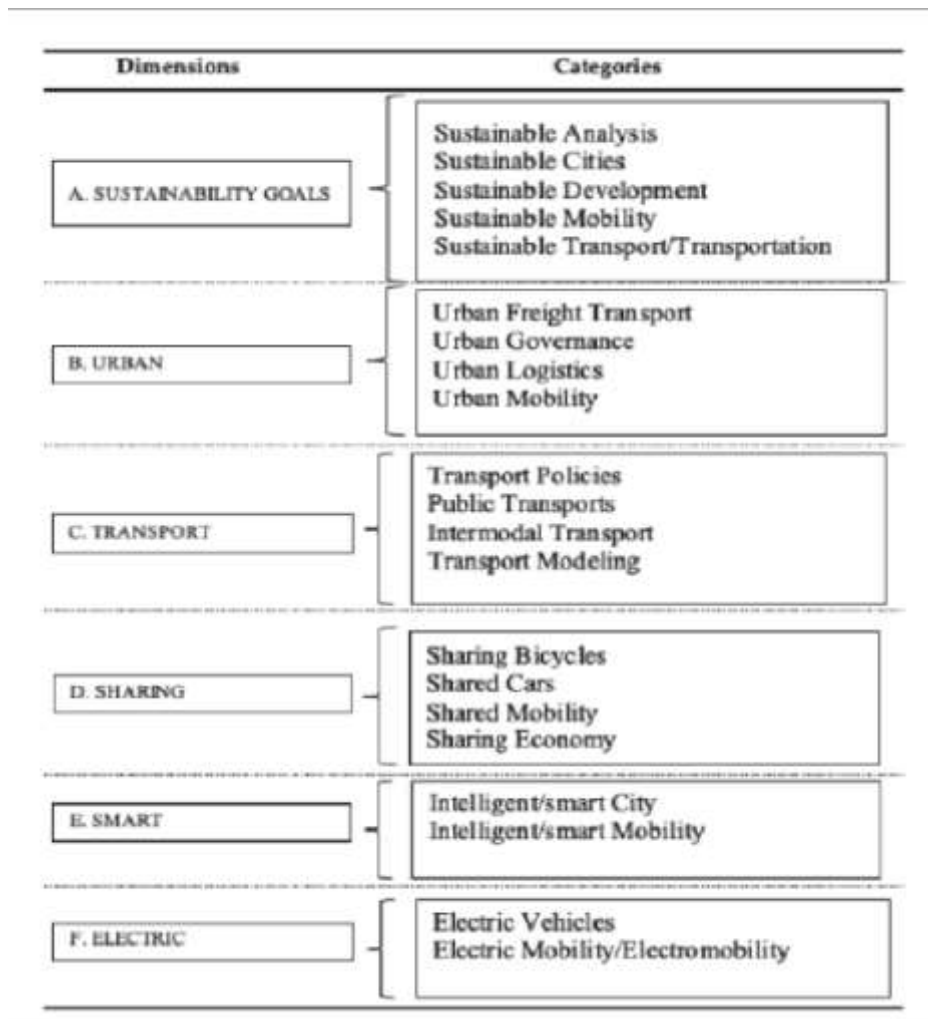 Dimensions Categories
A. SUSTAINABILITY GOALS
Sustainable Analysis
Sustainable Cities
Sustainable Development
Sustainable Mobility
Sustainable Transport/Transportation
B. URBAN
Urban Freight Transport
Urban Governance
Urban Logistics
Urban Mobility
C. TRANSPORT
Transport Policies
Public Transports
Intermodal Transport
Transport Modeling
D. SHARING
Sharing Bicycles
Shared Cars
Shared Mobility
Sharing Economy
E. SMART
Intelligent/smart City
Intelligent/smart Mobility
F. ELECTRIC
Electric Vehicles
Electric Mobility/Electromobility